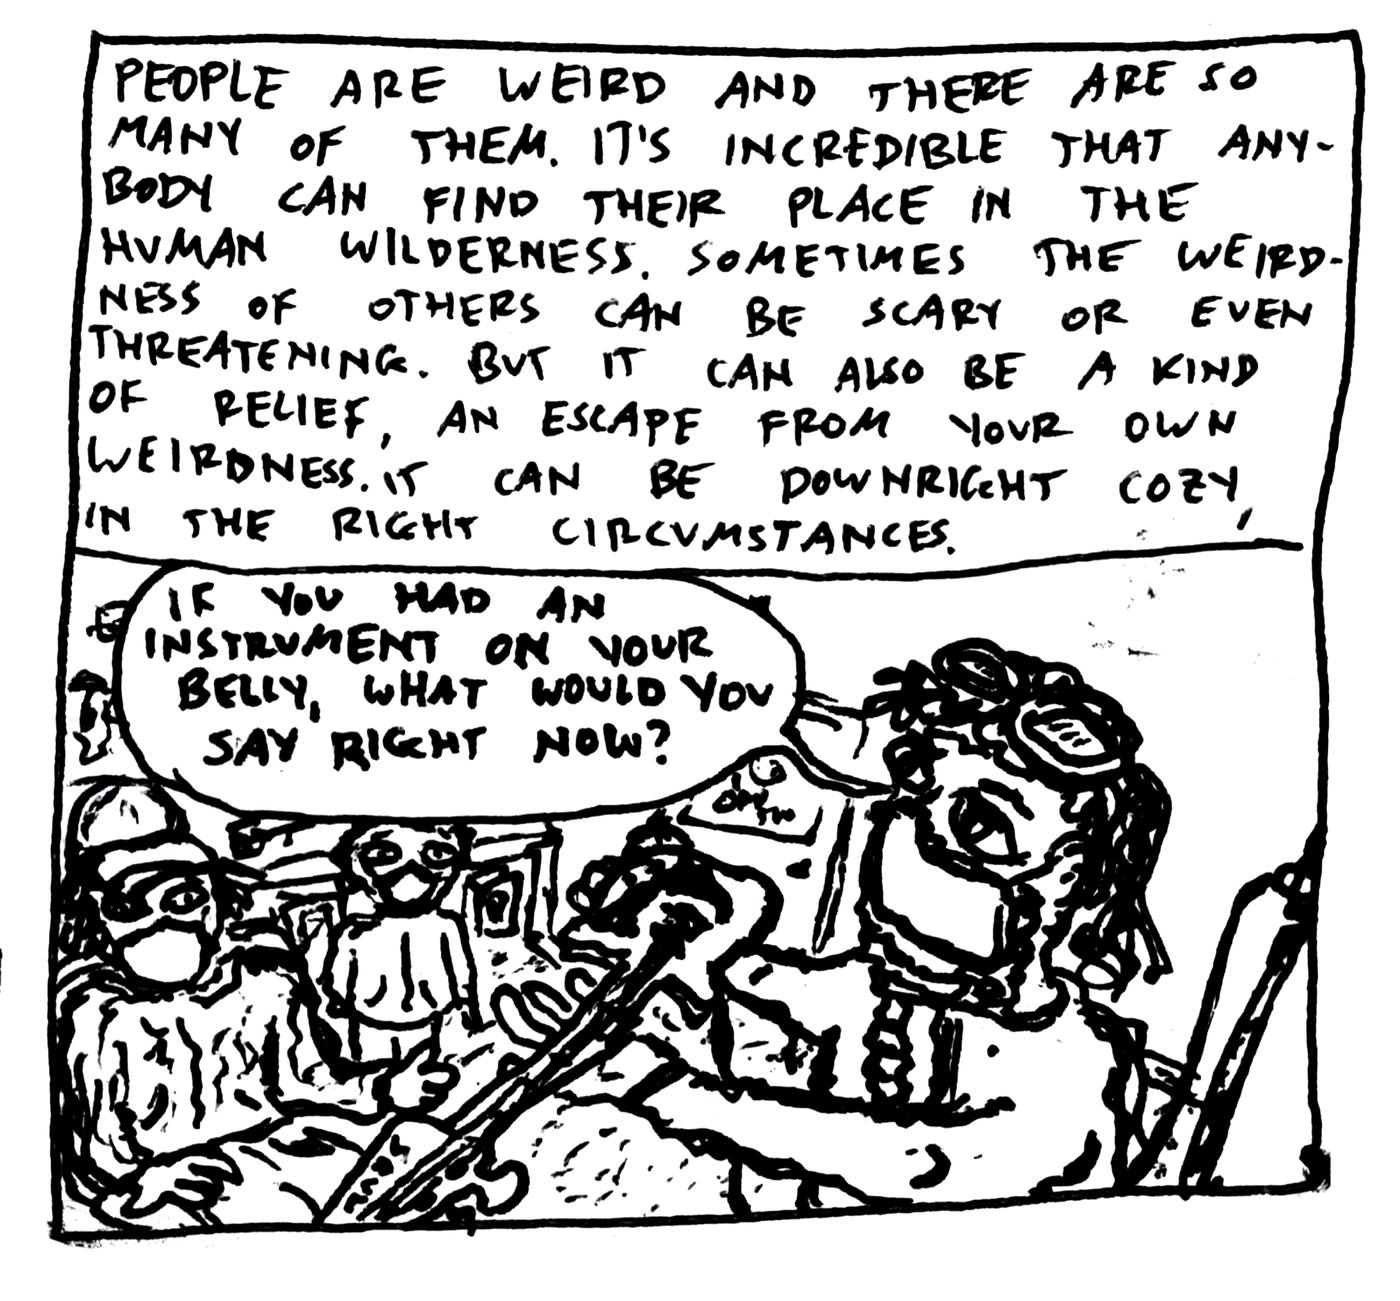 PEOPLE ARE WEIRD AND THERE ARE SO
MANY OF THEM. IT'S INCREDIBLE THAT ANY-
BODY CAN FIND THEIR PLACE IN THE
HUMAN WILDERNESS. SOMETIMES THE WEIRD-
NESS OF OTHERS CAN BE SCARY OR EVEN
THREATENING. BUT IT CAN ALSO BE A KIND
OF RELIEF, AN ESCAPE FROM YOUR OWN
WEIRDNESS. IT CAN BE DOWNRIGHT COZY,
IN THE RIGHT CIRCUMSTANCES.
IF YOU HAD AN
INSTRUMENT ON YOUR
BELLY, WHAT WOULD YOU
SAY RIGHT NOW?